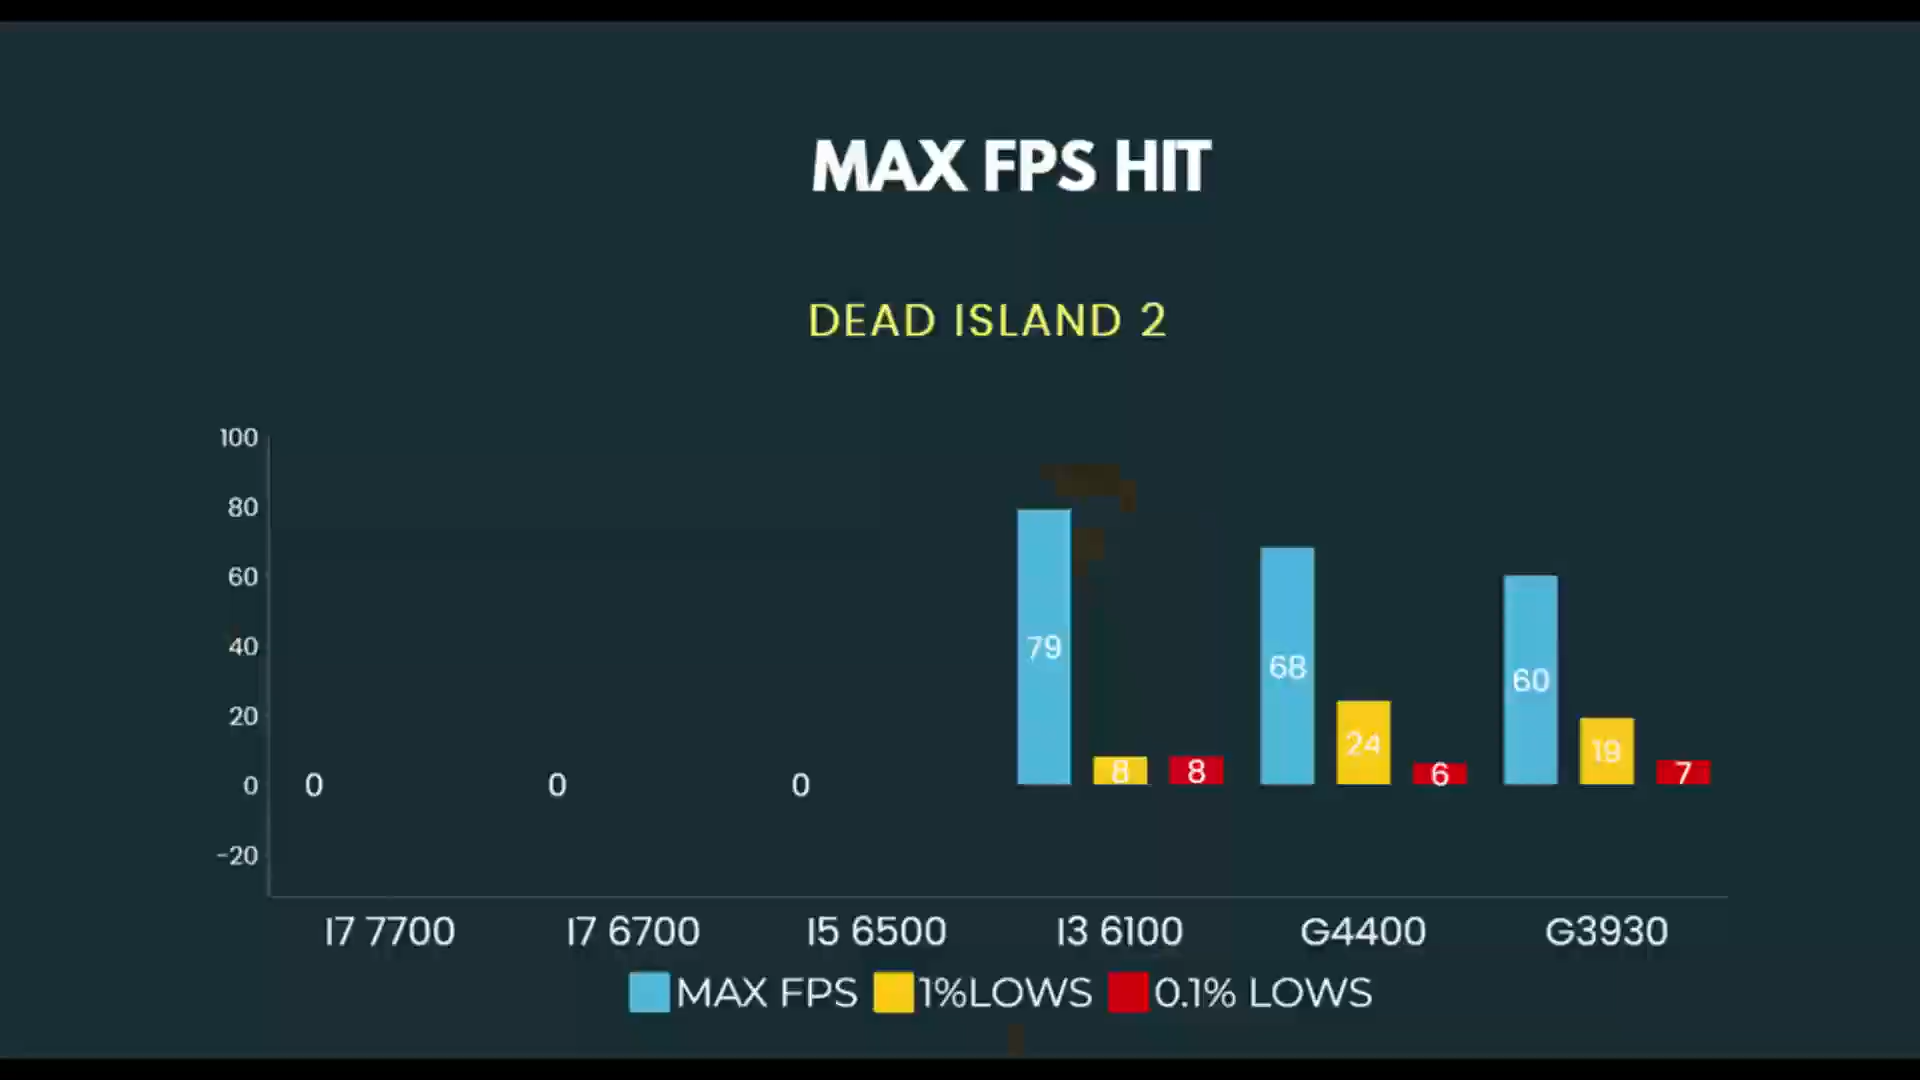 MAX FPS HIT
DEAD ISLAND 2
100
80
60
40
20
0
-20
0 0 0
79 8 8
68 24 6
60 19 7
I7 7700 I7 6700 I5 6500 I3 6100 G4400 G3930
MAX FPS 1%LOWS 0.1% LOWS